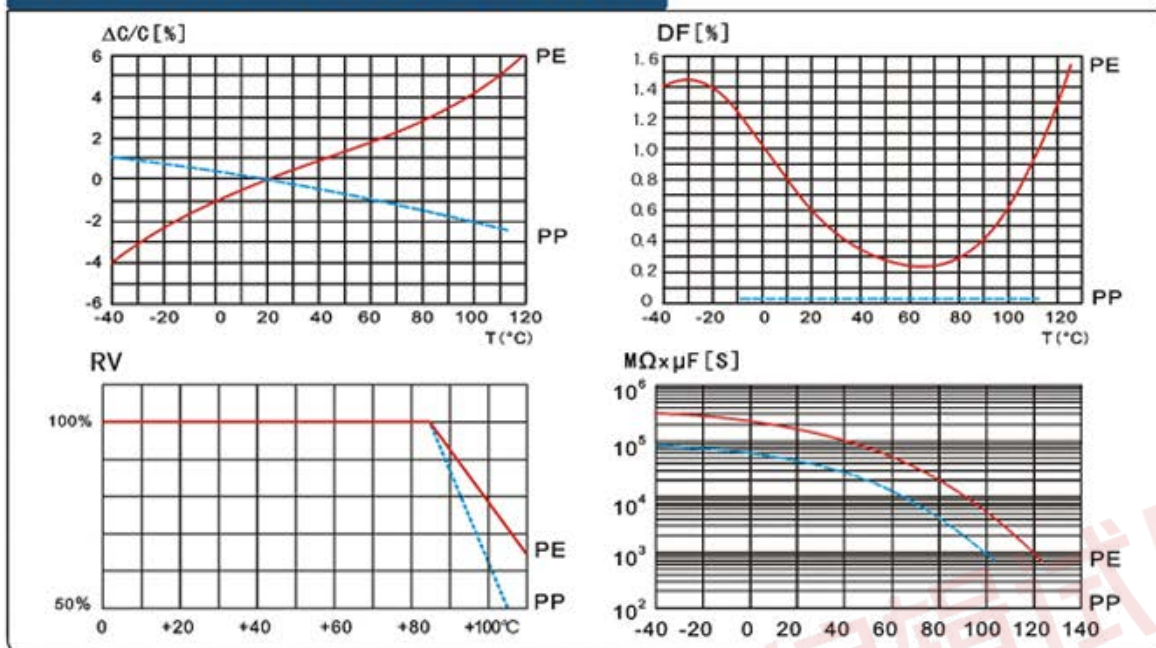 ΔC/C[%]
6
4
2
0
-2
-4
-6
PE
PP
-40 -20 0 20 40 60 80 100 120
T(°C)
DF[%]
1.6
1.4
1.2
1.0
0.8
0.6
0.4
0.2
0
PE
PP
-40 -20 0 20 40 60 80 100 120
T(°C)
RV
100%
50%
PE
PP
0 +20 +40 +60 +80 +100℃
MΩxμF[S]
10⁶
10⁵
10⁴
10³
10²
PE
PP
-40 -20 0 20 40 60 80 100 120 140